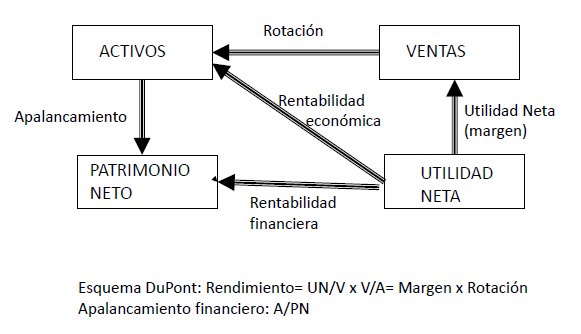 Rotación
ACTIVOS
VENTAS
Rentabilidad
económica
Apalancamiento
Utilidad Neta
(margen)
PATRIMONIO
NETO
UTILIDAD
NETA
Rentabilidad
financiera
Esquema DuPont: Rendimiento= UN/V x V/A= Margen x Rotación
Apalancamiento financiero: A/PN